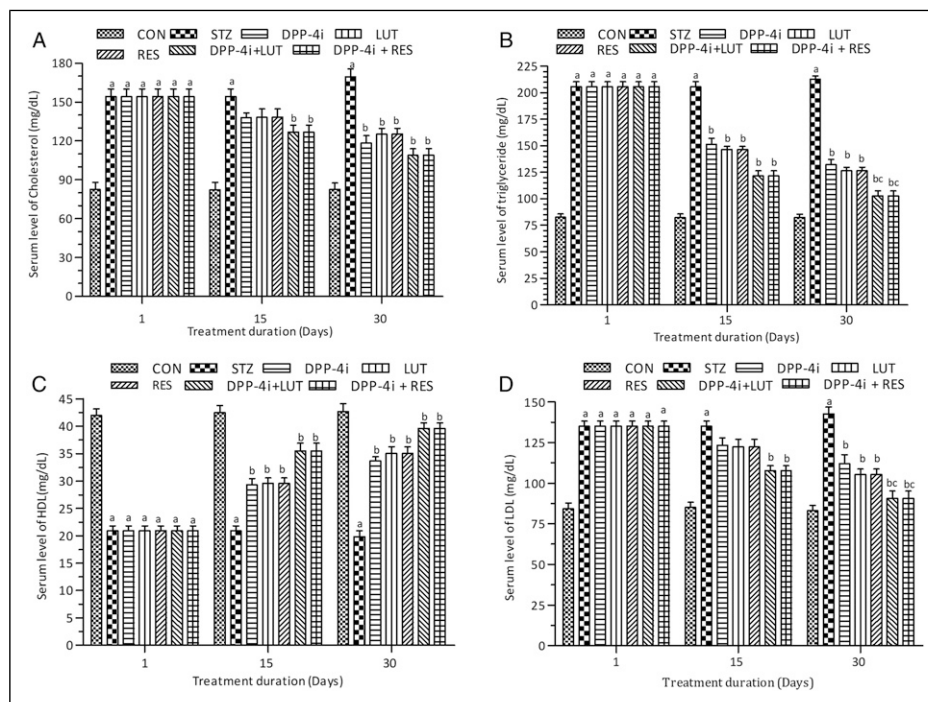 A
CON STZ DPP-4i LUT
RES DPP-4i+LUT DPP-4i + RES
Serum level of Cholesterol (mg/dL)
180
150
120
90
60
30
0
a a a a a a
a b b
a b b b b b
1 15 30
Treatment duration (Days)
B
CON STZ DPP-4i LUT
RES DPP-4i+LUT DPP-4i + RES
Serum level of triglyceride (mg/dL)
225
200
175
150
125
100
75
50
25
0
a a a a a a
a b b b b b
a b b b bc bc
1 15 30
Treatment duration (Days)
C
CON STZ DPP-4i LUT
RES DPP-4i+LUT DPP-4i + RES
Serum level of HDL(mg/dL)
45
40
35
30
25
20
15
10
5
0
a a a a a a
a b b b b b
a b b b b b
1 15 30
Treatment duration (Days)
D
CON STZ DPP-4i LUT
RES DPP-4i+LUT DPP-4i + RES
Serum level of LDL(mg/dL)
150
125
100
75
50
25
0
a a a a a a
a b b
a b b b bc bc
1 15 30
Treatment duration (Days)